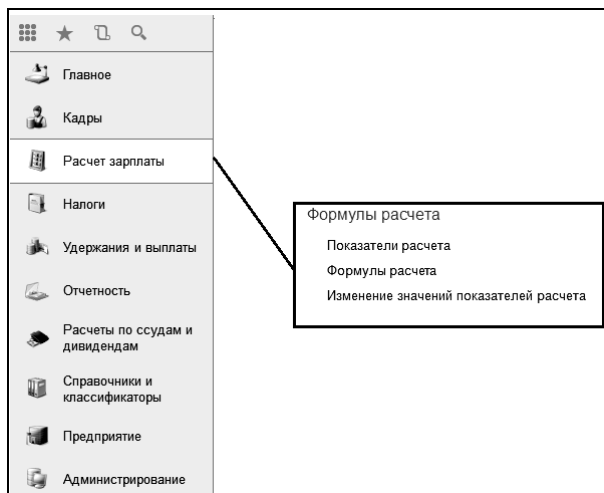 Главное
Кадры
Расчет зарплаты
Налоги
Удержания и выплаты
Отчетность
Расчеты по ссудам и
дивидендам
Справочники и
классификаторы
Предприятие
Администрирование
Формулы расчета
Показатели расчета
Формулы расчета
Изменение значений показателей расчета